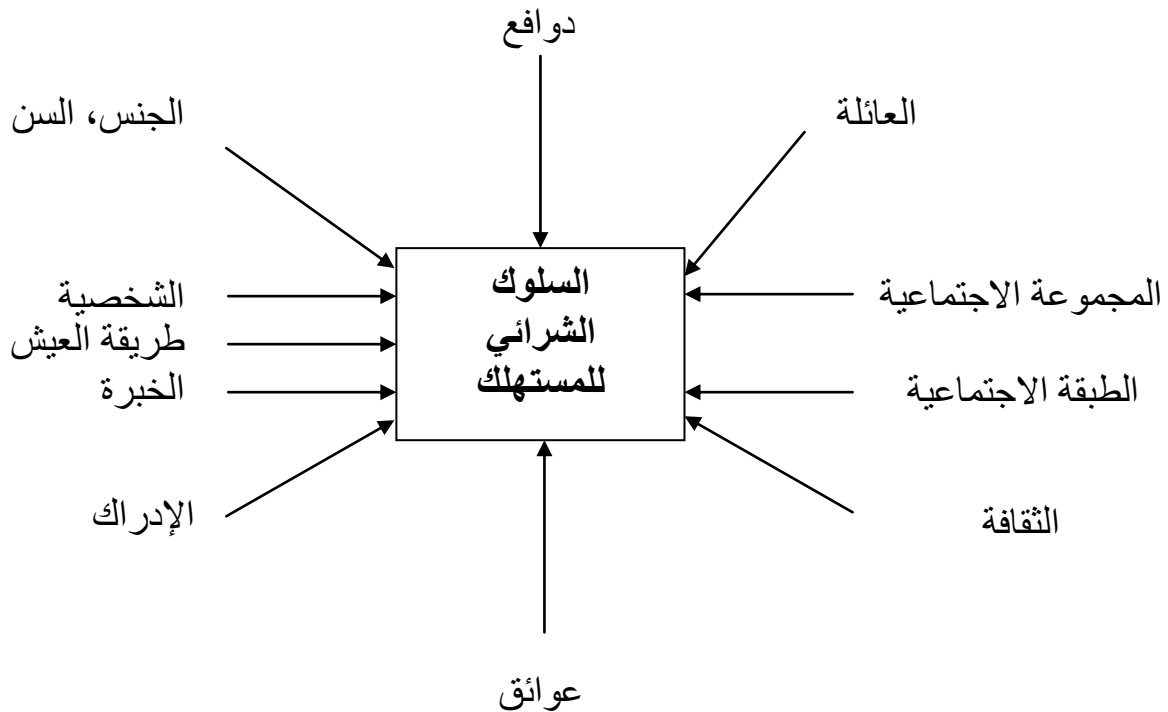 دوافع
العائلة
الجنس، السن
السلوك
الشرائي
للمستهلك
المجموعة الاجتماعية
الشخصية
طريقة العيش
الطبقة الاجتماعية
الخبرة
الثقافة
الإدراك
عوائق